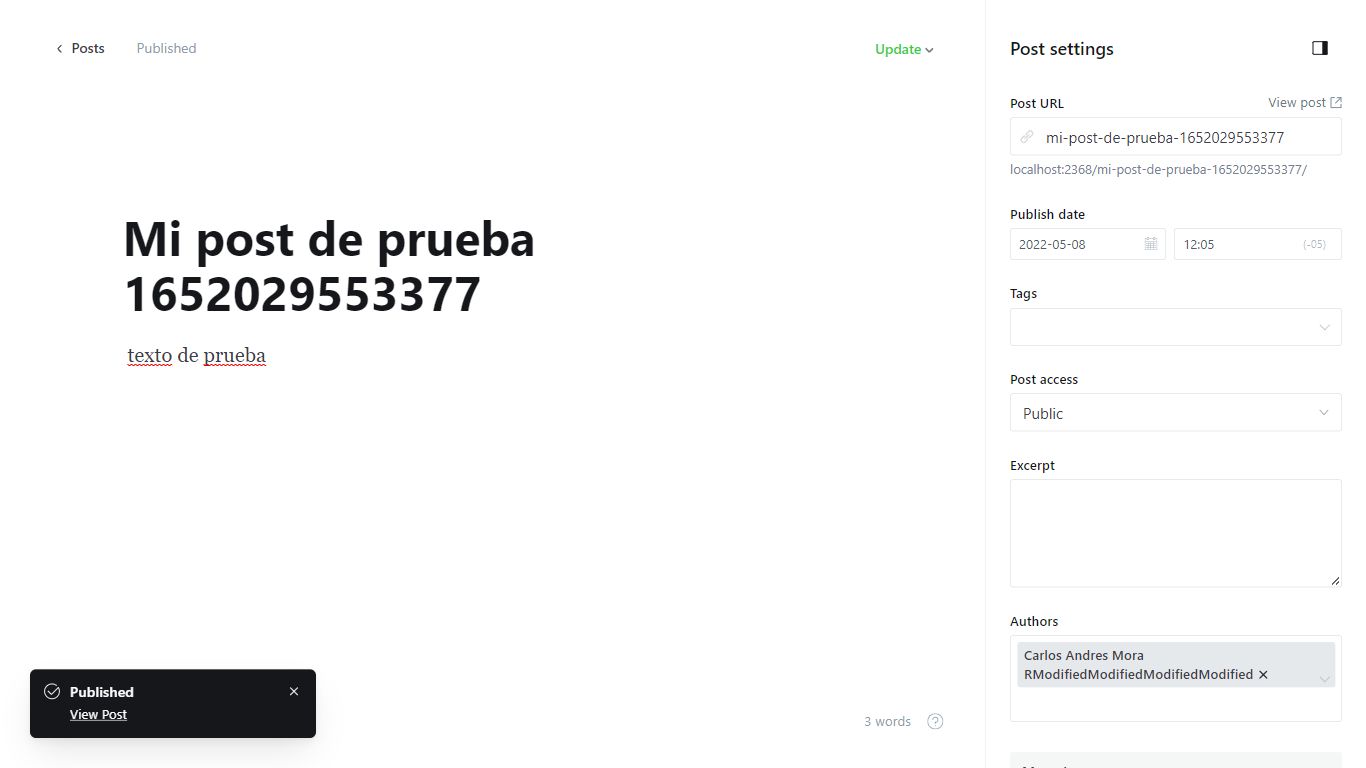 Posts
Published
Update
Mi post de prueba
1652029553377
texto de prueba
3 words
Published
View Post
Post settings
Post URL
View post
mi-post-de-prueba-1652029553377
localhost:2368/mi-post-de-prueba-1652029553377/
Publish date
2022-05-08
12:05 (-05)
Tags
Post access
Public
Excerpt
Authors
Carlos Andres Mora
RModifiedModifiedModifiedModified